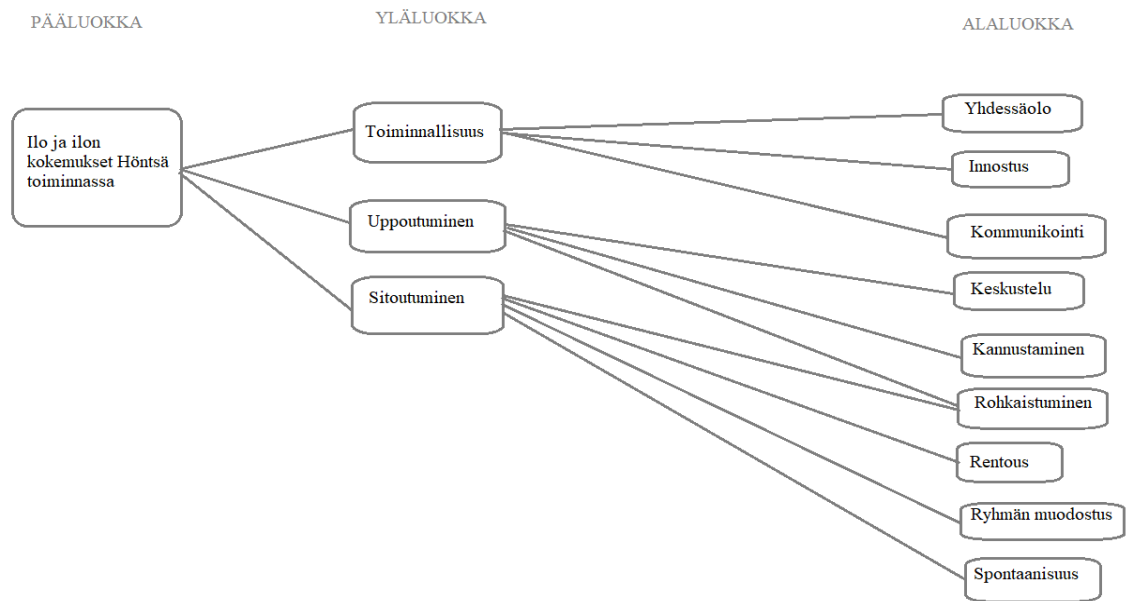 PÄÄLUOKKA
YLÄLUOKKA
ALALUOKKA
Ilo ja ilon
kokemukset Höntsä
toiminnassa
Toiminnallisuus
Uppoutuminen
Sitoutuminen
Yhdessäolo
Innostus
Kommunikointi
Keskustelu
Kannustaminen
Rohkaistuminen
Rentous
Ryhmän muodostus
Spontaanisuus